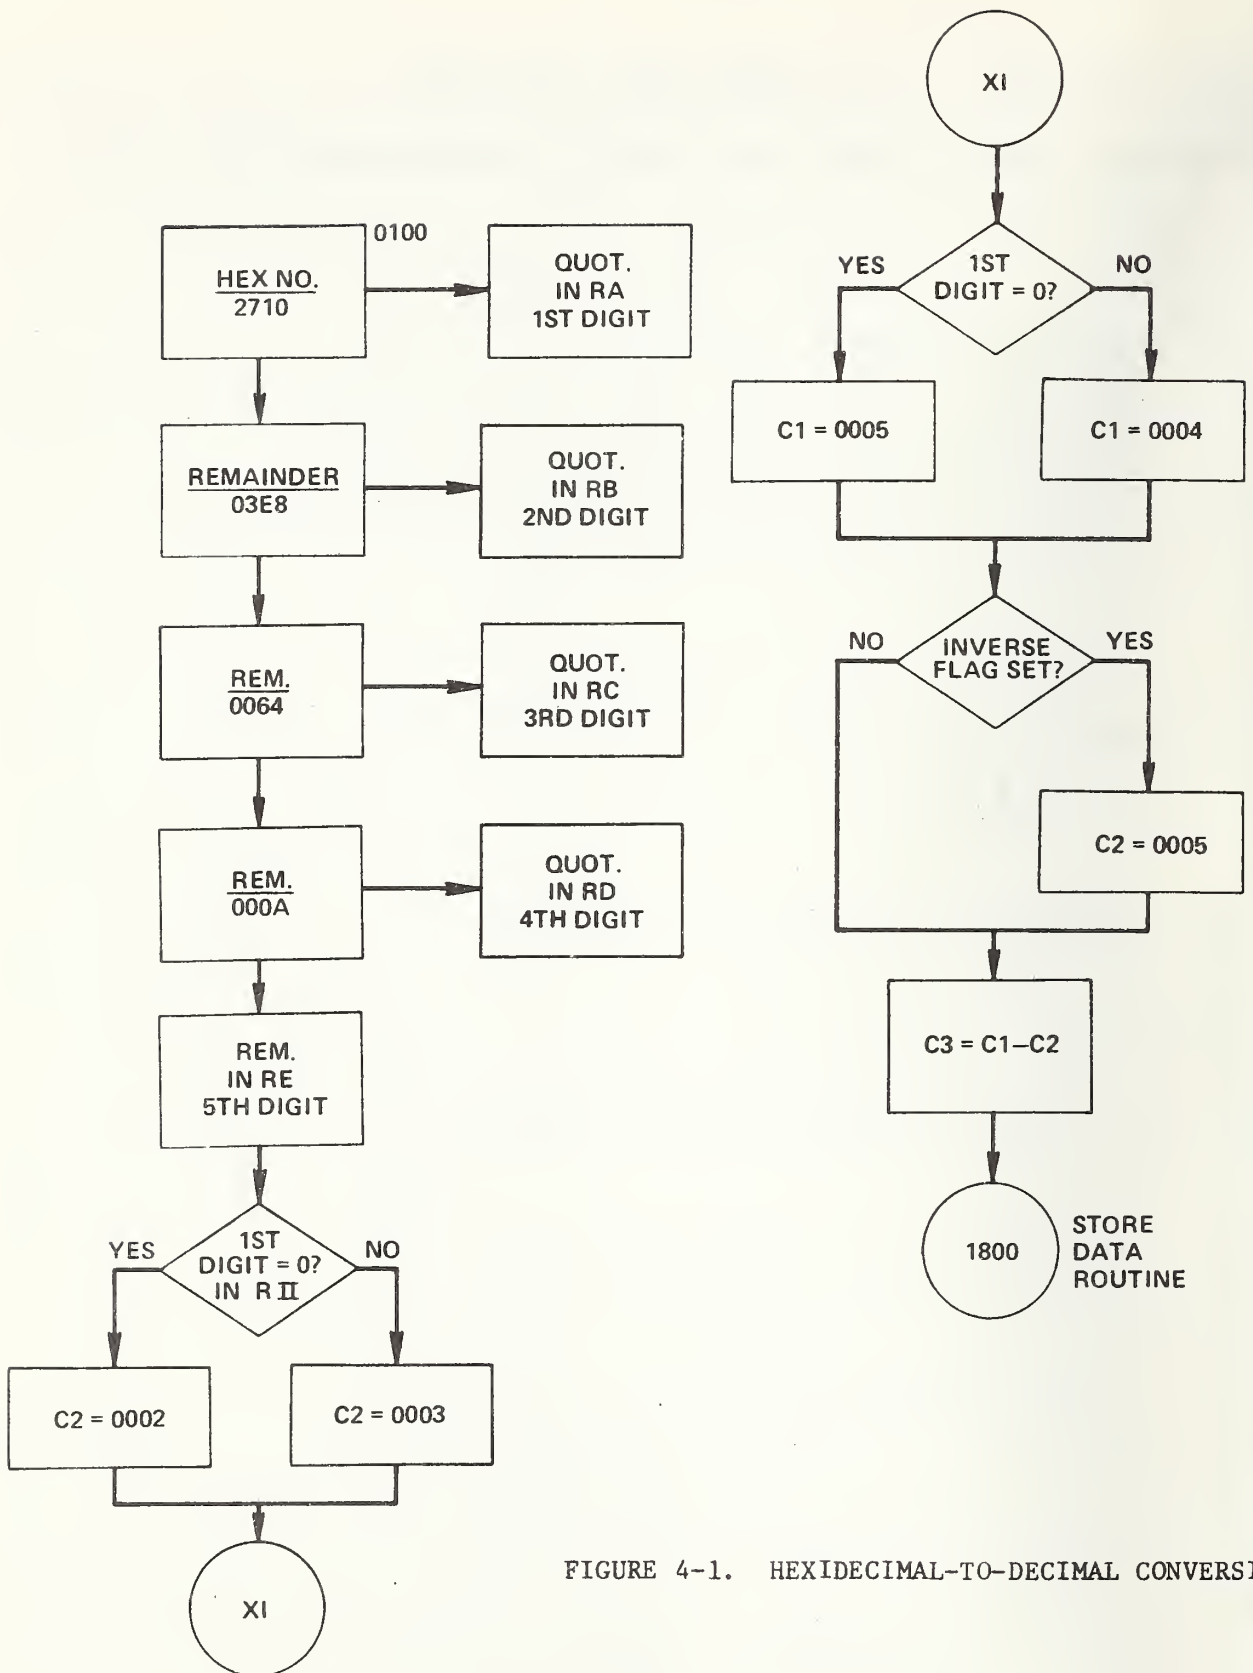 0100
HEX NO.
2710
QUOT.
IN RA
1ST DIGIT
REMAINDER
03E8
QUOT.
IN RB
2ND DIGIT
REM.
0064
QUOT.
IN RC
3RD DIGIT
REM.
000A
QUOT.
IN RD
4TH DIGIT
REM.
IN RE
5TH DIGIT
1ST
DIGIT = 0?
IN R II
YES
NO
C2 = 0002
C2 = 0003
XI
XI
1ST
DIGIT = 0?
YES
NO
C1 = 0005
C1 = 0004
INVERSE
FLAG SET?
NO
YES
C2 = 0005
C3 = C1–C2
1800
STORE
DATA
ROUTINE
FIGURE 4-1. HEXIDECIMAL-TO-DECIMAL CONVERSI